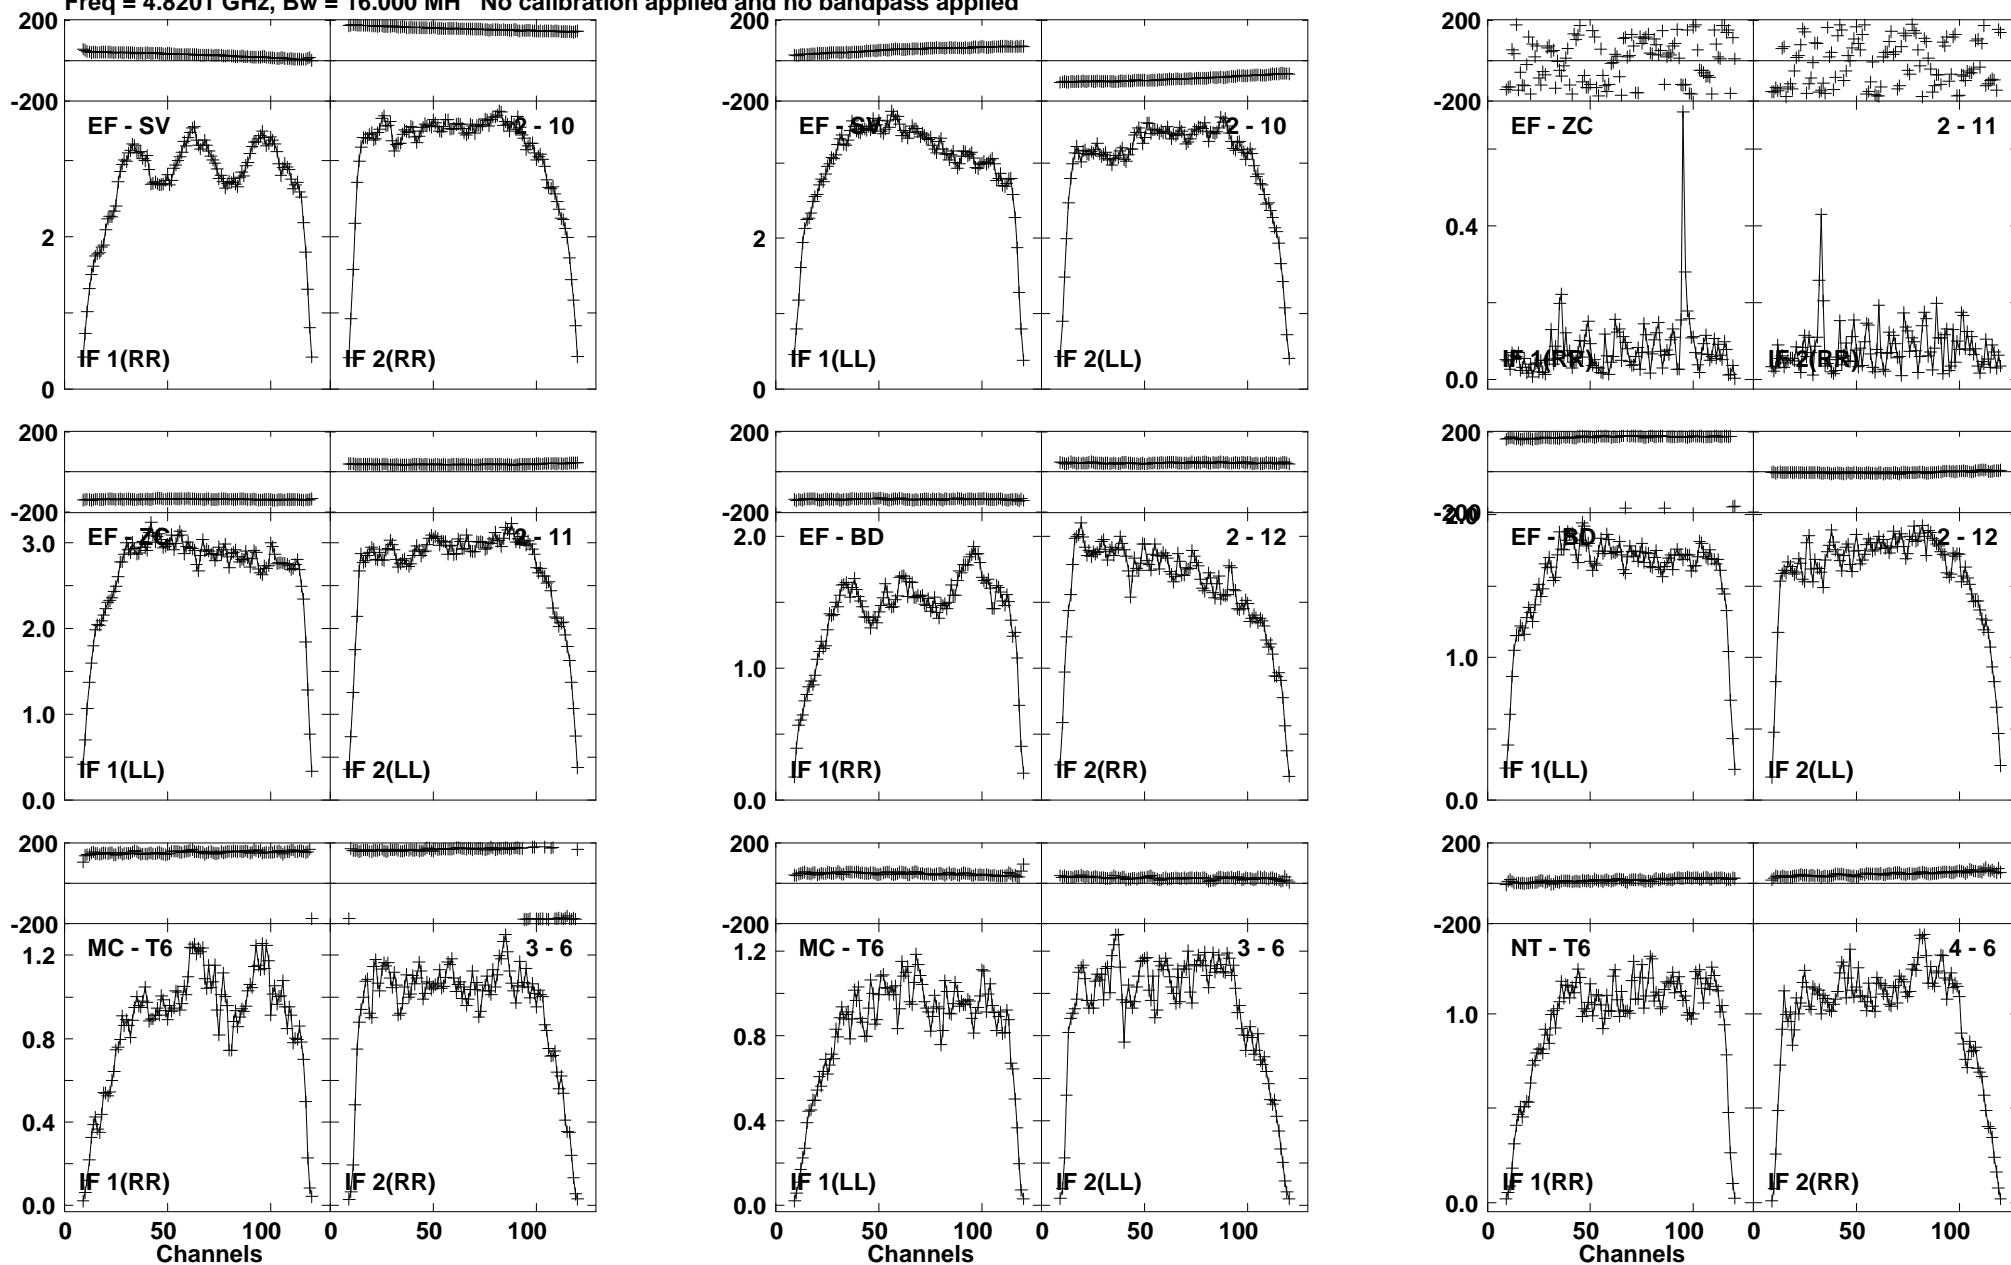 Freq = 4.8201 GHz, Bw = 16.000 MH No calibration applied and no bandpass applied
200
-200
EF - SV 2 - 10
2
IF 1(RR) IF 2(RR)
0
200
-200
EF - SV 2 - 10
2
IF 1(LL) IF 2(LL)
0
200
-200
EF - ZC 2 - 11
0.4
IF 1(RR) IF 2(RR)
0.0
200
-200
EF - ZC 2 - 11
3.0
2.0
1.0
IF 1(LL) IF 2(LL)
0.0
200
-200
EF - BD 2 - 12
2.0
1.0
IF 1(RR) IF 2(RR)
0.0
200
-200
2.0
EF - BD 2 - 12
1.0
IF 1(LL) IF 2(LL)
0.0
200
-200
MC - T6 3 - 6
1.2
0.8
0.4
IF 1(RR) IF 2(RR)
0.0
0 50 100 0 50 100
Channels
200
-200
MC - T6 3 - 6
1.2
0.8
0.4
IF 1(LL) IF 2(LL)
0.0
0 50 100 0 50 100
Channels
200
-200
NT - T6 4 - 6
1.0
IF 1(RR) IF 2(RR)
0.0
0 50 100 0 50 100
Channels